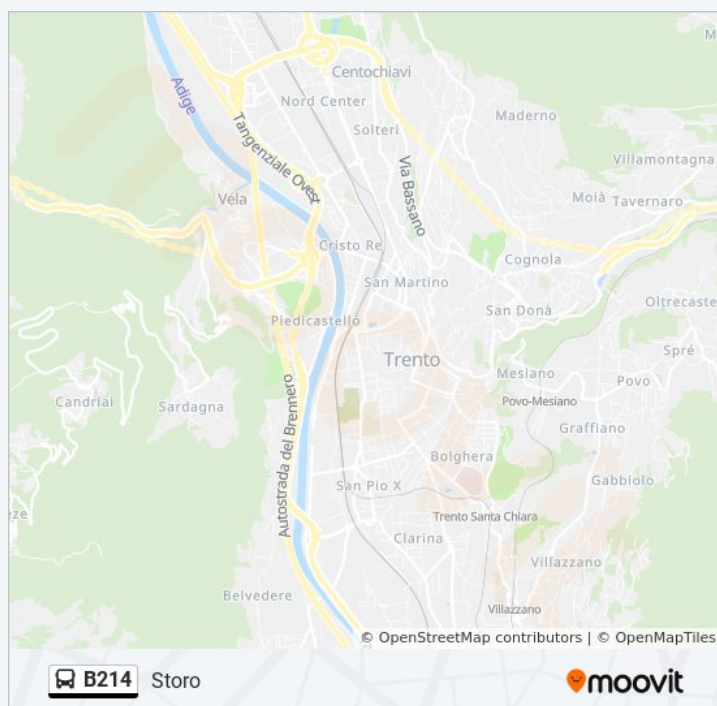 Centochiavi
Adige
Nord Center
Maderno
Solteri
Tangenziale Ovest
Via Bassano
Villamontagna
Moià
Tavernaro
Vela
Cristo Re
Cognola
San Martino
Oltrecaste
San Donà
Piedicastello
Trento
Spré
Mesiano
Povo
Candriai
Sardagna
Povo-Mesiano
Autostrada del Brennero
Graffiano
Bolghera
Gabbiolo
San Pio X
eze
Trento Santa Chiara
Clarina
Villazzano
Belvedere
Villazzano
© OpenStreetMap contributors | © OpenMapTiles
B214 Storo
moovit